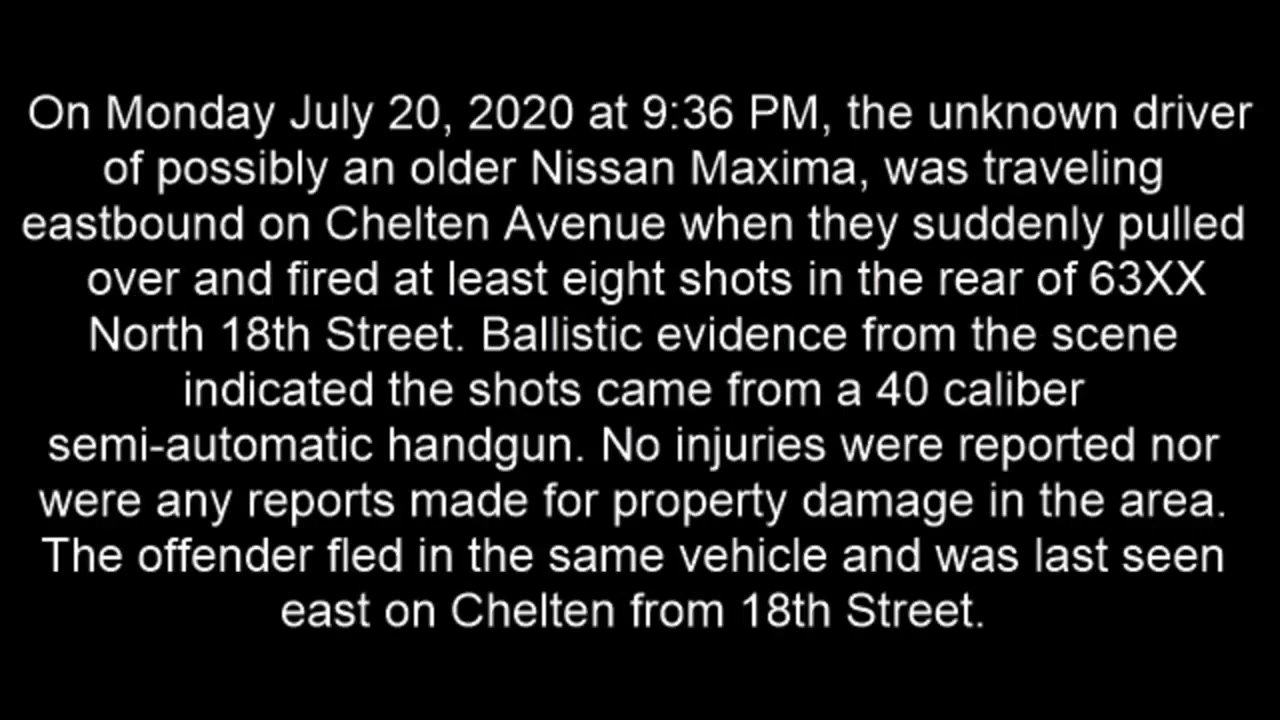 On Monday July 20, 2020 at 9:36 PM, the unknown driver
of possibly an older Nissan Maxima, was traveling
eastbound on Chelten Avenue when they suddenly pulled
over and fired at least eight shots in the rear of 63XX
North 18th Street. Ballistic evidence from the scene
indicated the shots came from a 40 caliber
semi-automatic handgun. No injuries were reported nor
were any reports made for property damage in the area.
The offender fled in the same vehicle and was last seen
east on Chelten from 18th Street.